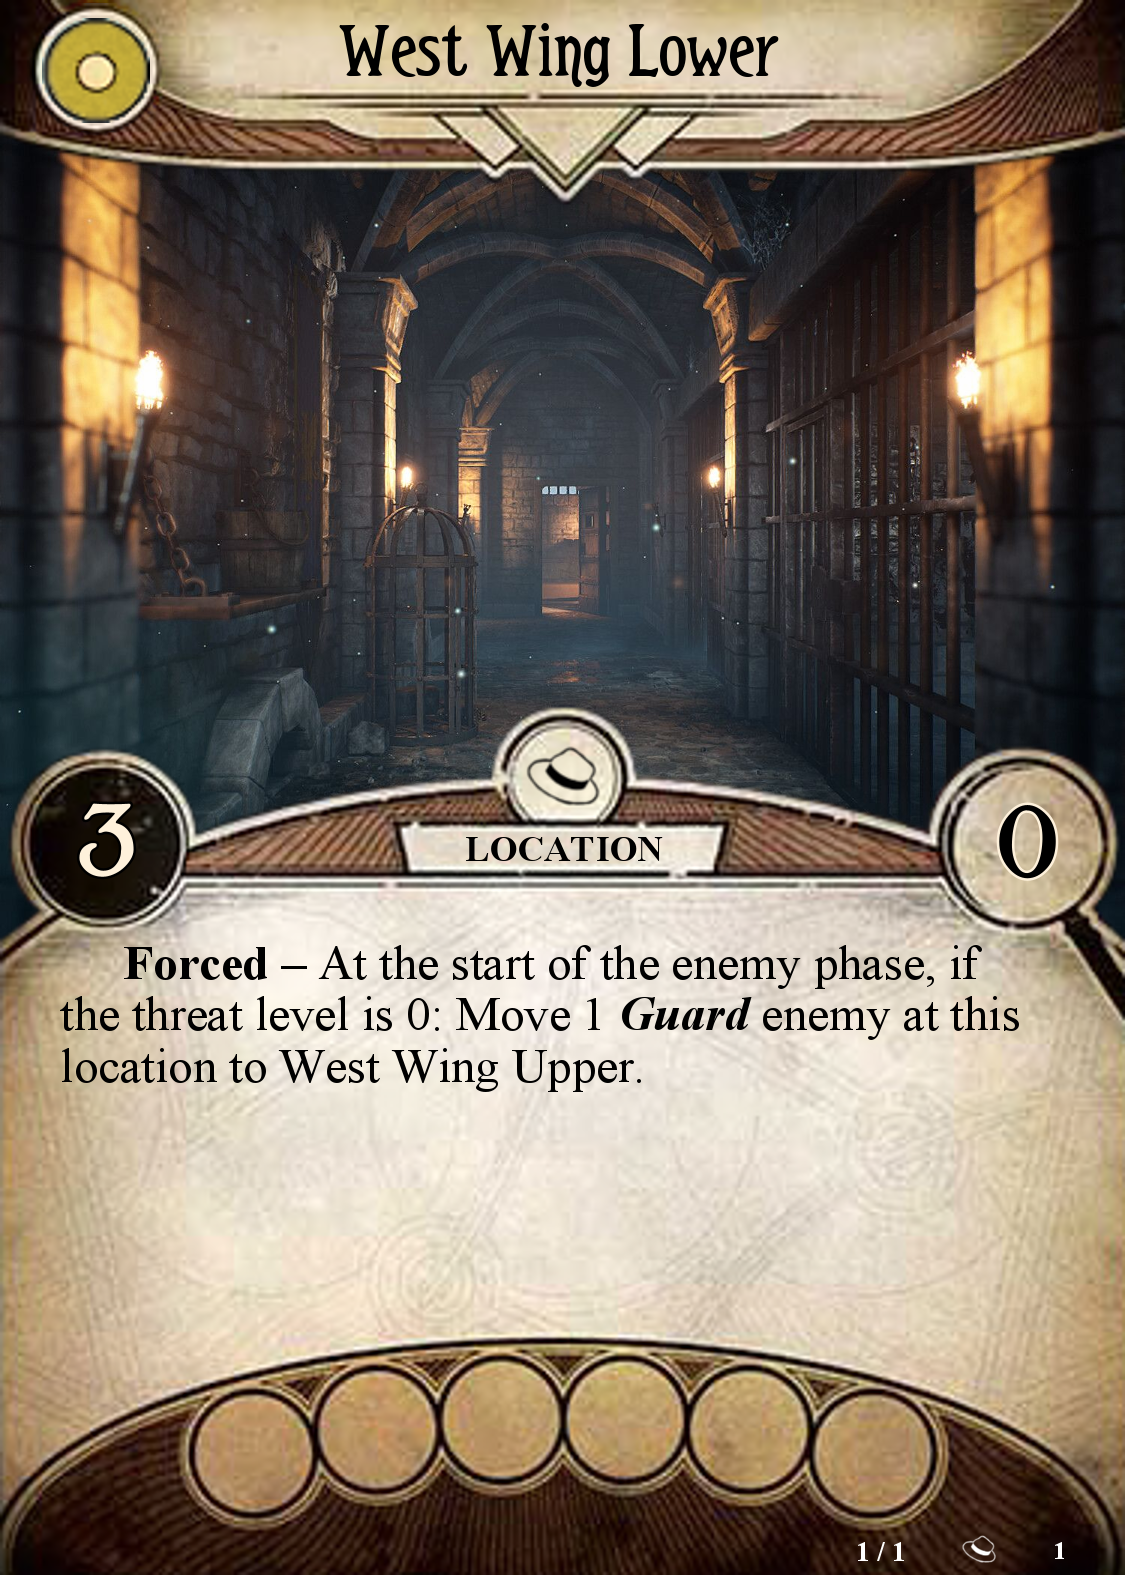 West Wing Lower
3
LOCATION
0
Forced – At the start of the enemy phase, if
the threat level is 0: Move 1 Guard enemy at this
location to West Wing Upper.
1 / 1
1